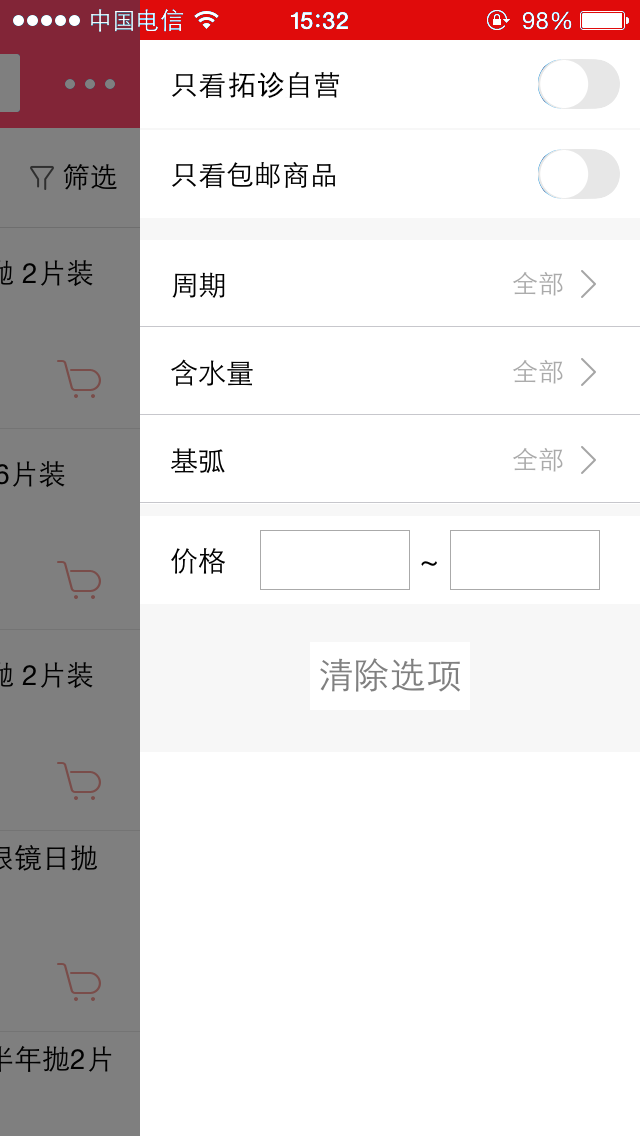 中国电信 15:32 98%
筛选
抛 2片装
6片装
抛 2片装
眼镜日抛
半年抛2片
只看拓诊自营
只看包邮商品
周期 全部
含水量 全部
基弧 全部
价格 ~
清除选项